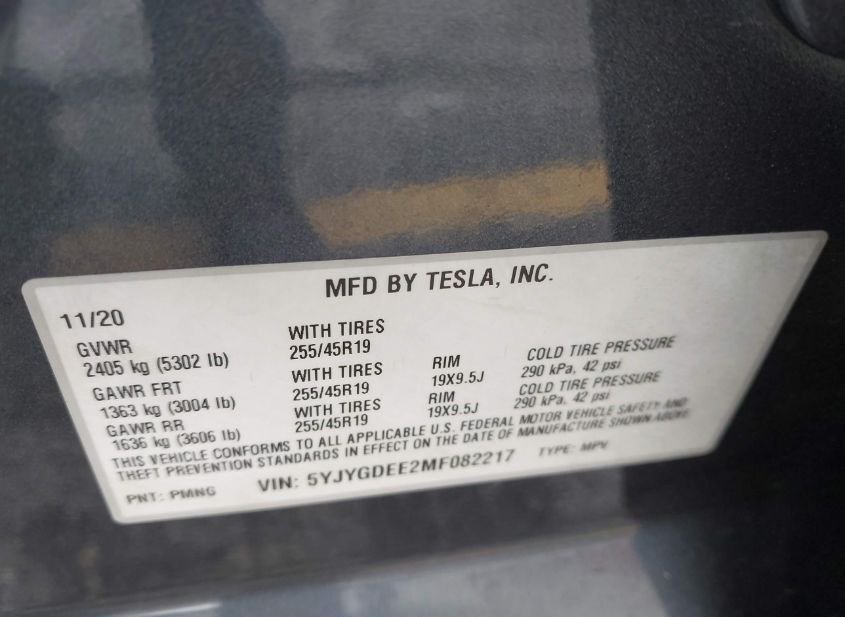 MFD BY TESLA, INC.
11/20
GVWR WITH TIRES
2405 kg (5302 lb) 255/45R19
GAWR FRT WITH TIRES RIM COLD TIRE PRESSURE
1363 kg (3004 lb) 255/45R19 19X9.5J 290 kPa, 42 psi
GAWR RR WITH TIRES RIM COLD TIRE PRESSURE
1636 kg (3606 lb) 255/45R19 19X9.5J 290 kPa, 42 psi
THIS VEHICLE CONFORMS TO ALL APPLICABLE U.S. FEDERAL MOTOR VEHICLE SAFETY AND
THEFT PREVENTION STANDARDS IN EFFECT ON THE DATE OF MANUFACTURE SHOWN ABOVE
PNT: PMNG VIN: 5YJYGDEE2MF082217 TYPE: MPV